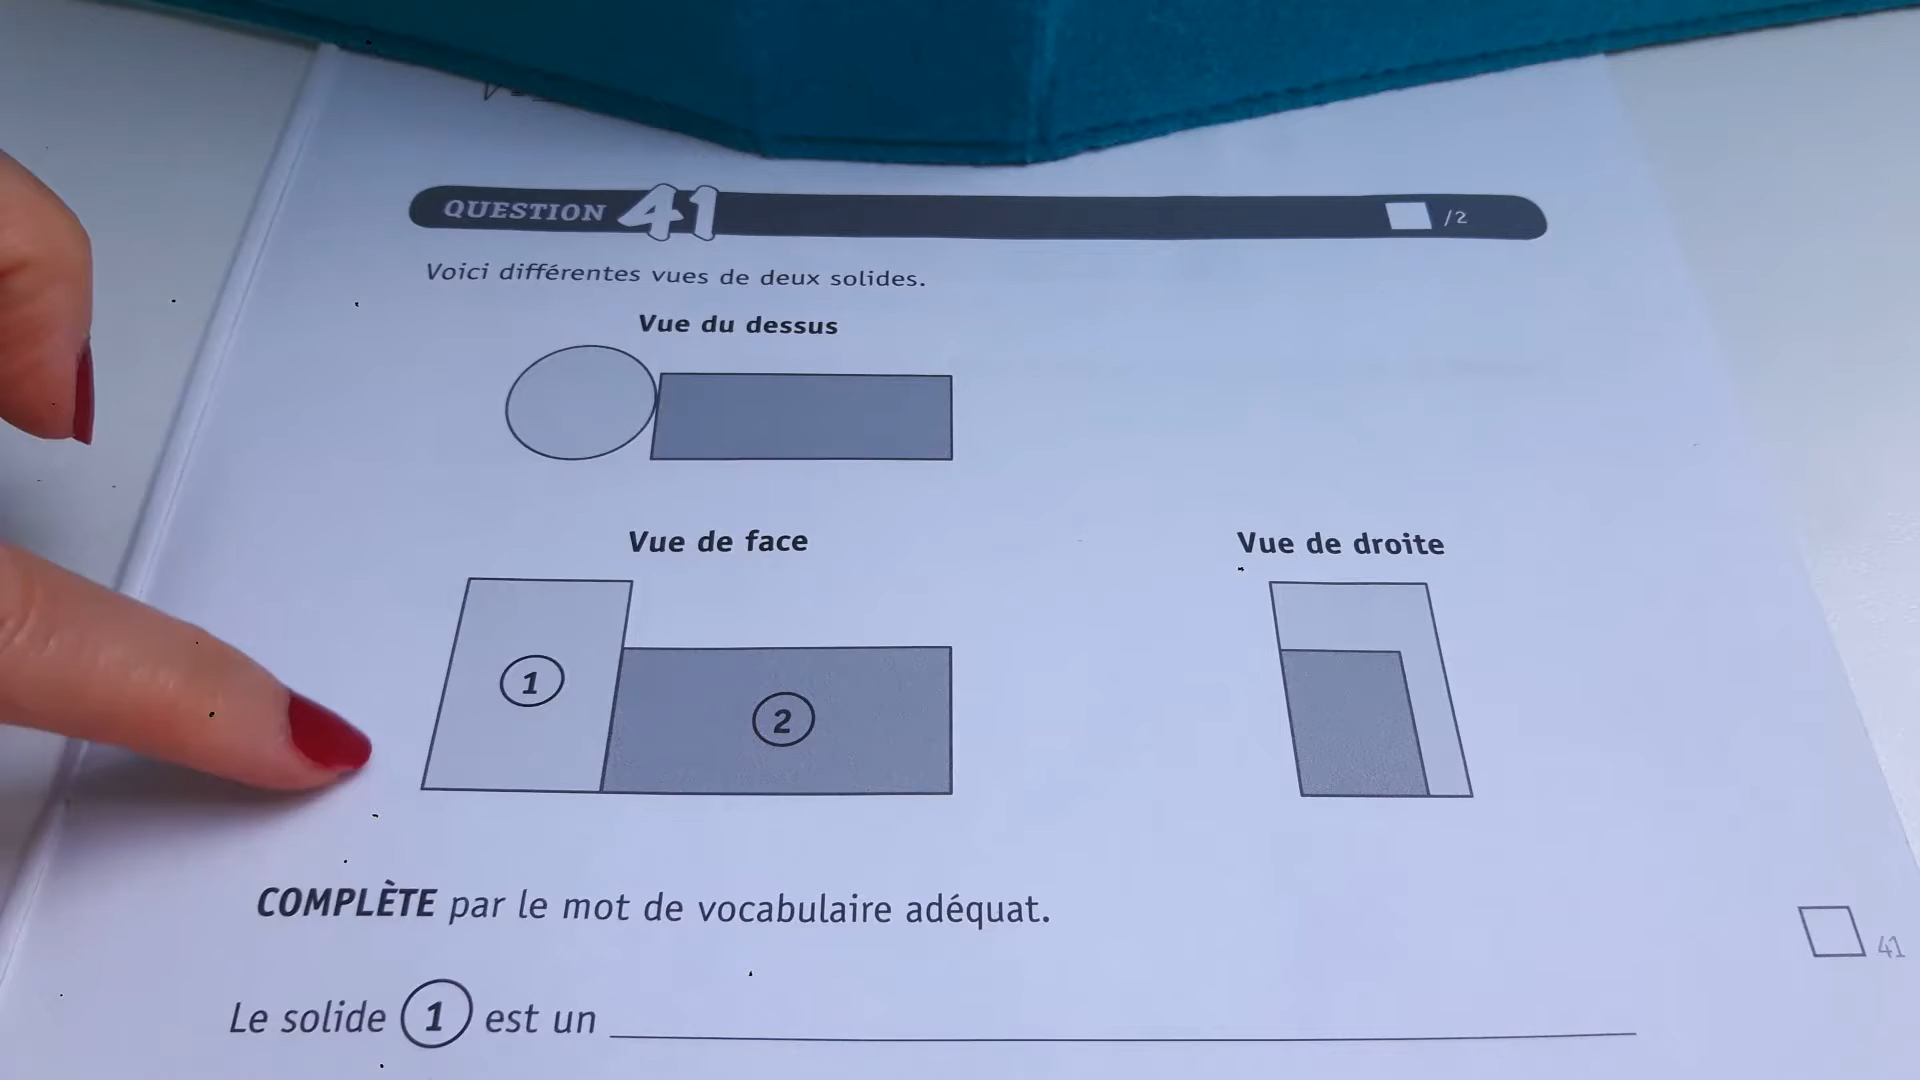 QUESTION 41
/2
Voici différentes vues de deux solides.
Vue du dessus
Vue de face
Vue de droite
1
2
COMPLÈTE par le mot de vocabulaire adéquat.
41
Le solide 1 est un